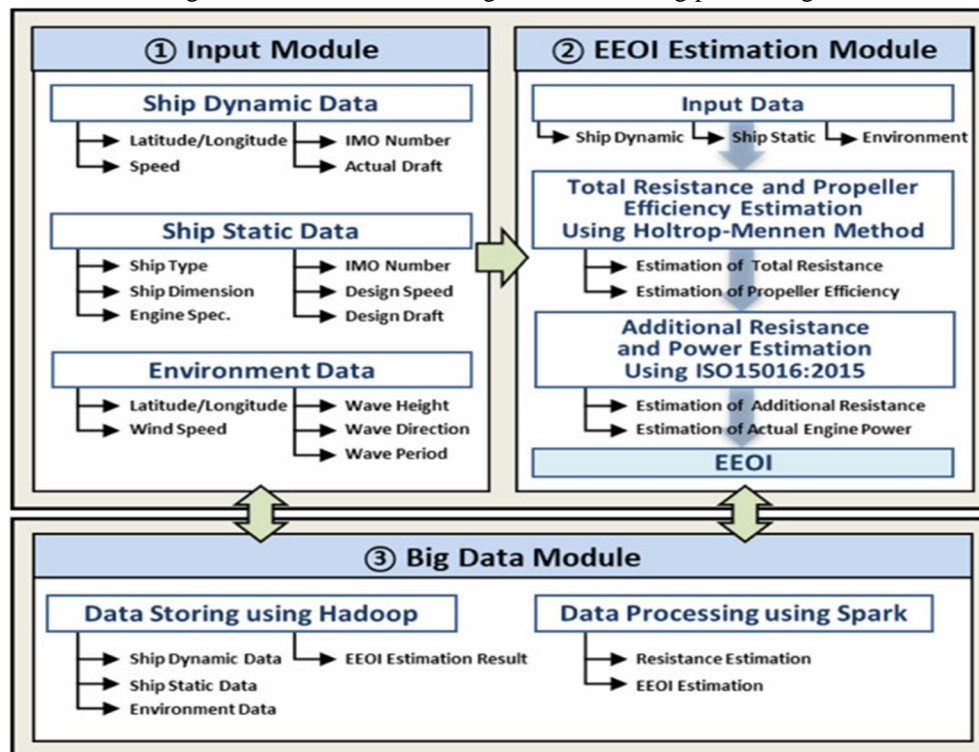 ① Input Module
Ship Dynamic Data
Latitude/Longitude
IMO Number
Speed
Actual Draft
Ship Static Data
Ship Type
IMO Number
Ship Dimension
Design Speed
Engine Spec.
Design Draft
Environment Data
Latitude/Longitude
Wave Height
Wind Speed
Wave Direction
Wave Period
② EEOI Estimation Module
Input Data
Ship Dynamic
Ship Static
Environment
Total Resistance and Propeller
Efficiency Estimation
Using Holtrop-Mennen Method
Estimation of Total Resistance
Estimation of Propeller Efficiency
Additional Resistance
and Power Estimation
Using ISO15016:2015
Estimation of Additional Resistance
Estimation of Actual Engine Power
EEOI
③ Big Data Module
Data Storing using Hadoop
Ship Dynamic Data
EEOI Estimation Result
Ship Static Data
Environment Data
Data Processing using Spark
Resistance Estimation
EEOI Estimation